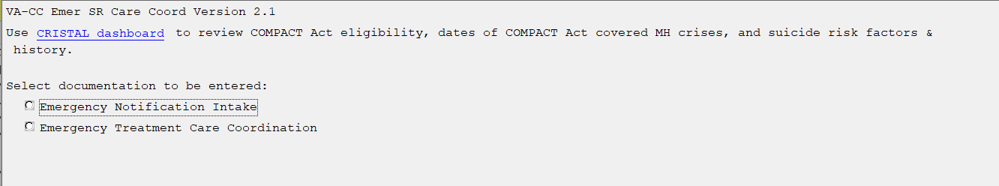 VA-CC Emer SR Care Coord Version 2.1
Use CRISTAL dashboard to review COMPACT Act eligibility, dates of COMPACT Act covered MH crises, and suicide risk factors &
history.
Select documentation to be entered:
Emergency Notification Intake
Emergency Treatment Care Coordination